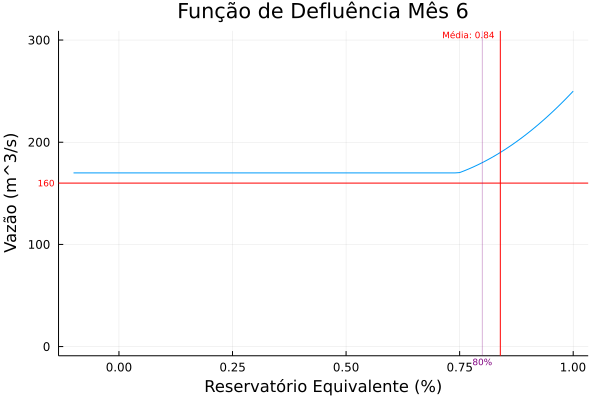 Função de Defluência Mês 6
Média: 0.84
300
200
160
100
0
Vazão (m^3/s)
0.00
0.25
0.50
0.75
80%
1.00
Reservatório Equivalente (%)